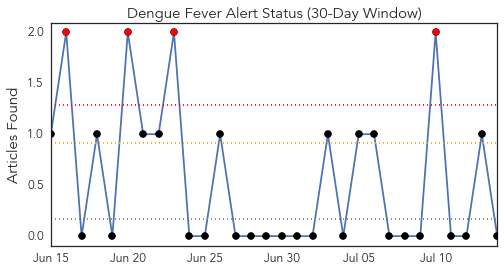 Dengue Fever Alert Status (30-Day Window)
2.0
1.5
1.0
0.5
0.0
Articles Found
Jun 15 Jun 20 Jun 25 Jun 30 Jul 05 Jul 10